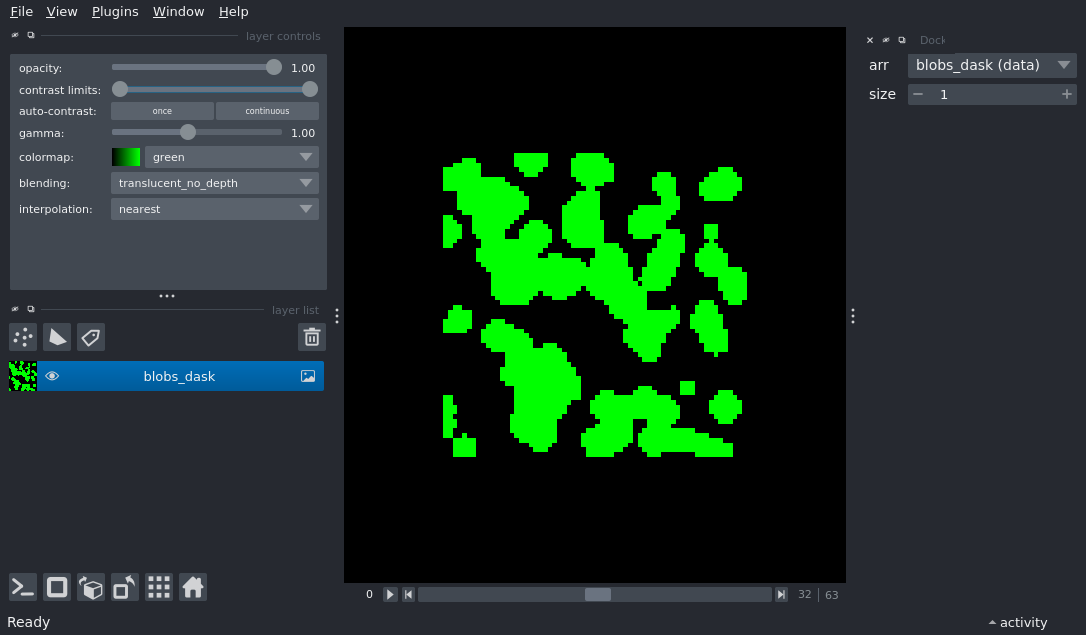 File View Plugins Window Help
layer controls
opacity: 1.00
contrast limits:
auto-contrast: once continuous
gamma: 1.00
colormap: green
blending: translucent_no_depth
interpolation: nearest
layer list
blobs_dask
Dock
arr blobs_dask (data)
size 1
0 32 63
Ready
activity